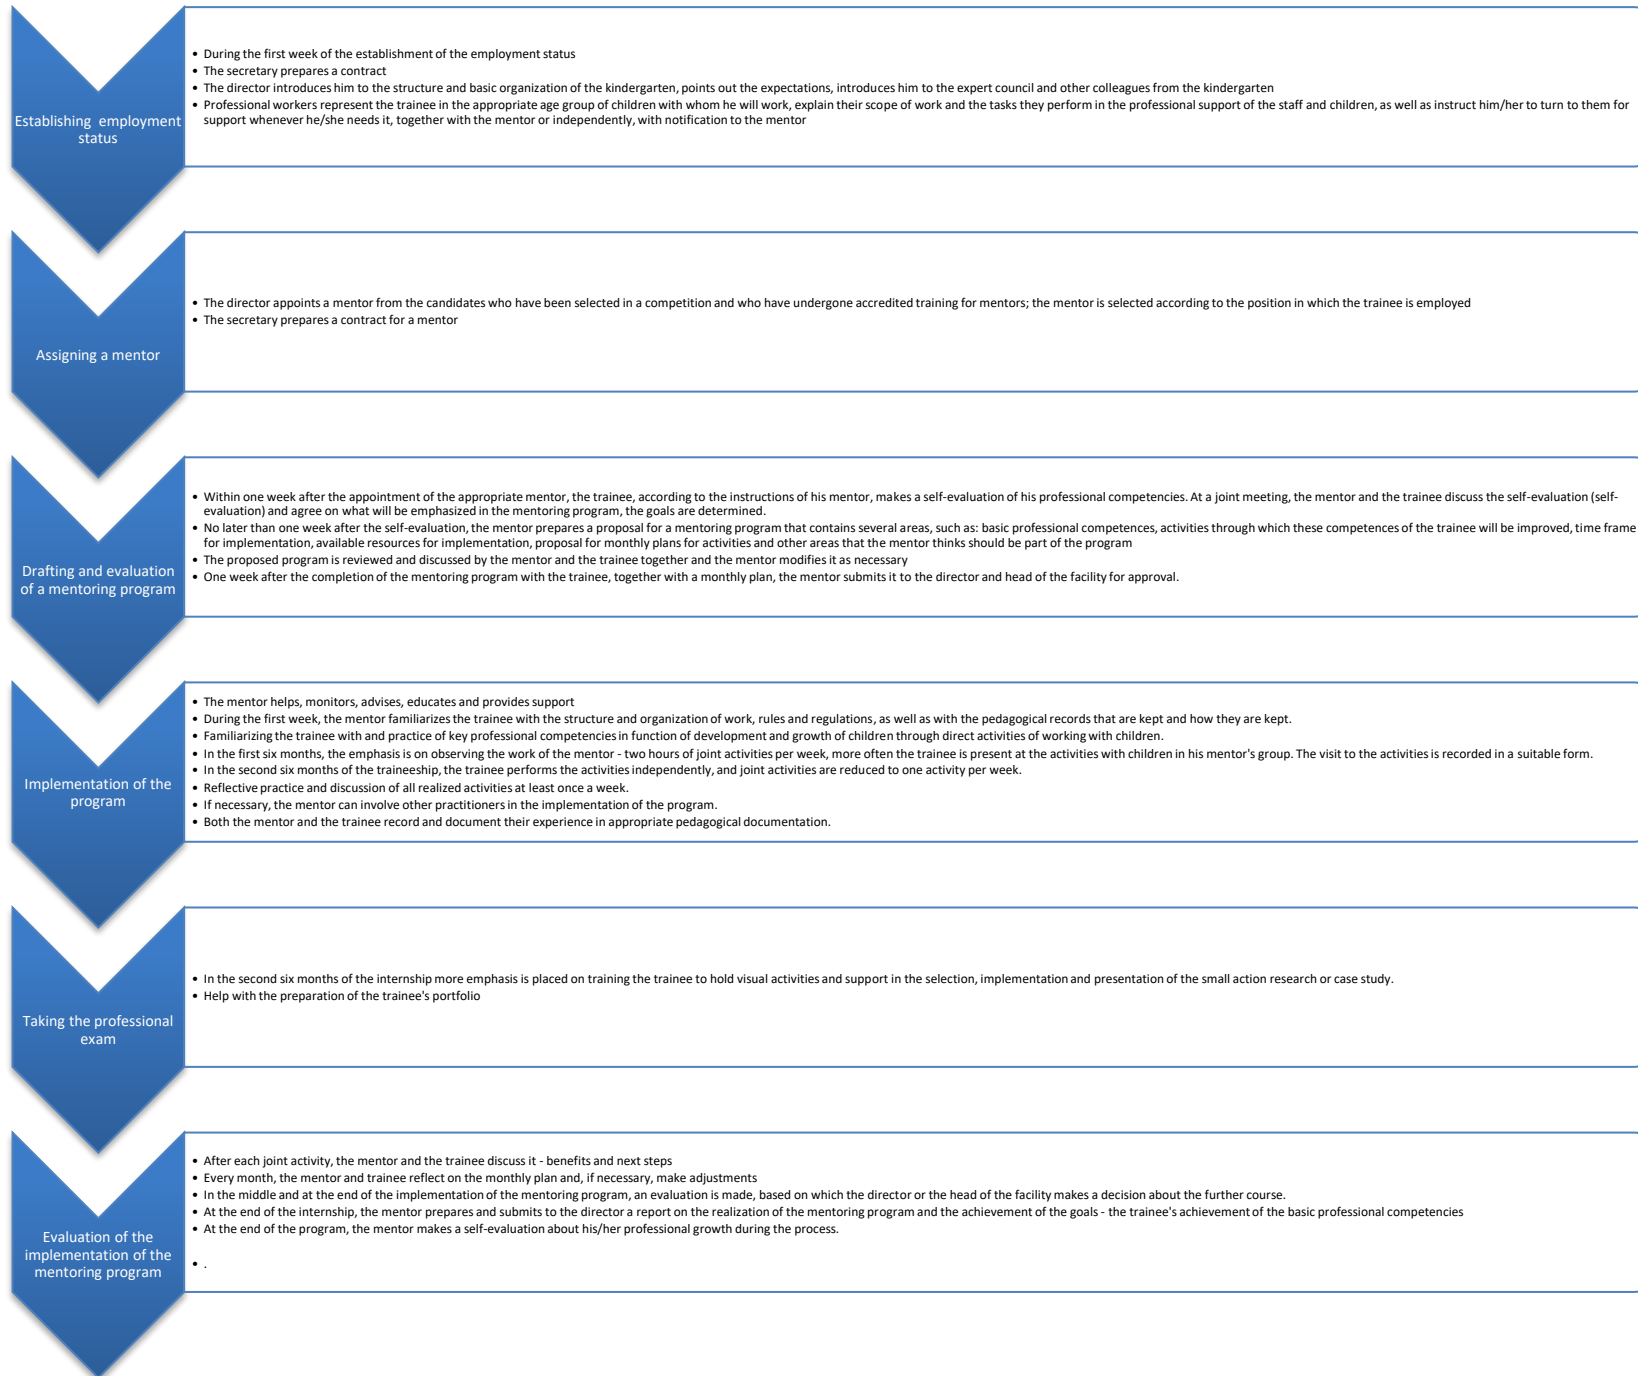 Establishing  employment
status
• During the first week of the establishment of the employment status
• The secretary prepares a contract
• The director introduces him to the structure and basic organization of the kindergarten, points out the expectations, introduces him to the expert council and other colleagues from the kindergarten
• Professional workers represent the trainee in the appropriate age group of children with whom he will work, explain their scope of work and the tasks they perform in the professional support of the staff and children, as well as instruct him/her to turn to them for
support whenever he/she needs it, together with the mentor or independently, with notification to the mentor
Assigning a mentor
• The director appoints a mentor from the candidates who have been selected in a competition and who have undergone accredited training for mentors; the mentor is selected according to the position in which the trainee is employed
• The secretary prepares a contract for a mentor
Drafting and evaluation
of a mentoring program
• Within one week after the appointment of the appropriate mentor, the trainee, according to the instructions of his mentor, makes a self-evaluation of his professional competencies. At a joint meeting, the mentor and the trainee discuss the self-evaluation (self-
evaluation) and agree on what will be emphasized in the mentoring program, the goals are determined.
• No later than one week after the self-evaluation, the mentor prepares a proposal for a mentoring program that contains several areas, such as: basic professional competences, activities through which these competences of the trainee will be improved, time frame
for implementation, available resources for implementation, proposal for monthly plans for activities and other areas that the mentor thinks should be part of the program
• The proposed program is reviewed and discussed by the mentor and the trainee together and the mentor modifies it as necessary
• One week after the completion of the mentoring program with the trainee, together with a monthly plan, the mentor submits it to the director and head of the facility for approval.
Implementation of the
program
• The mentor helps, monitors, advises, educates and provides support
• During the first week, the mentor familiarizes the trainee with the structure and organization of work, rules and regulations, as well as with the pedagogical records that are kept and how they are kept.
• Familiarizing the trainee with and practice of key professional competencies in function of development and growth of children through direct activities of working with children.
• In the first six months, the emphasis is on observing the work of the mentor - two hours of joint activities per week, more often the trainee is present at the activities with children in his mentor's group. The visit to the activities is recorded in a suitable form.
• In the second six months of the traineeship, the trainee performs the activities independently, and joint activities are reduced to one activity per week.
• Reflective practice and discussion of all realized activities at least once a week.
• If necessary, the mentor can involve other practitioners in the implementation of the program.
• Both the mentor and the trainee record and document their experience in appropriate pedagogical documentation.
Taking the professional
exam
• In the second six months of the internship more emphasis is placed on training the trainee to hold visual activities and support in the selection, implementation and presentation of the small action research or case study.
• Help with the preparation of the trainee's portfolio
Evaluation of the
implementation of the
mentoring program
• After each joint activity, the mentor and the trainee discuss it - benefits and next steps
• Every month, the mentor and trainee reflect on the monthly plan and, if necessary, make adjustments
• In the middle and at the end of the implementation of the mentoring program, an evaluation is made, based on which the director or the head of the facility makes a decision about the further course.
• At the end of the internship, the mentor prepares and submits to the director a report on the realization of the mentoring program and the achievement of the goals - the trainee's achievement of the basic professional competencies
• At the end of the program, the mentor makes a self-evaluation about his/her professional growth during the process.
• .